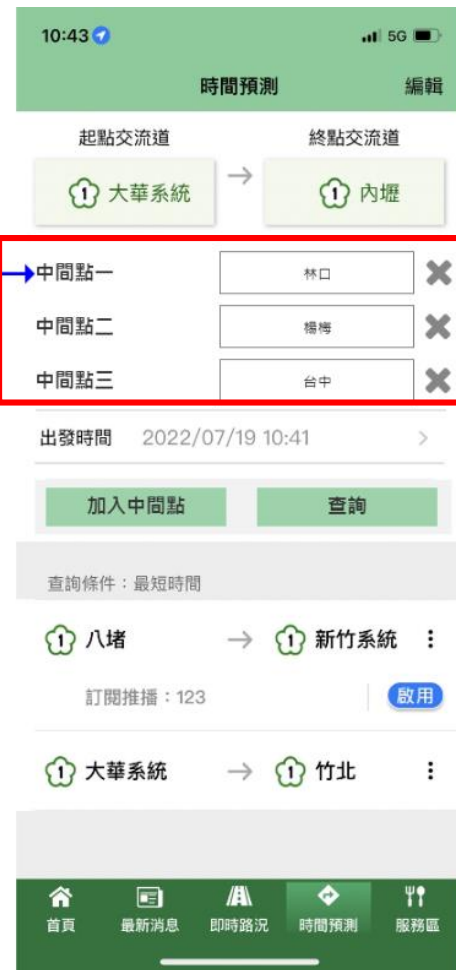 10:43 5G
時間預測 編輯
起點交流道 終點交流道
1 大華系統 → 1 內壢
中間點一 林口
中間點二 楊梅
中間點三 台中
出發時間 2022/07/19 10:41
加入中間點 查詢
查詢條件：最短時間
1 八堵 → 1 新竹系統
訂閱推播：123 啟用
1 大華系統 → 1 竹北
首頁 最新消息 即時路況 時間預測 服務區